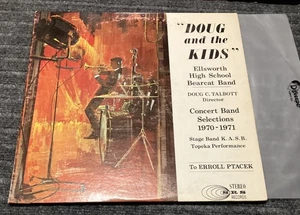 "DOUG
and the
KIDS"
Ellsworth
High School
Bearcat Band
DOUG C. TALBOTT
Director
Concert Band
Selections
1970-1971
Stage Band K.A.S.B.
Topeka Performance
To ERROLL PTACEK
STEREO
RECORDS